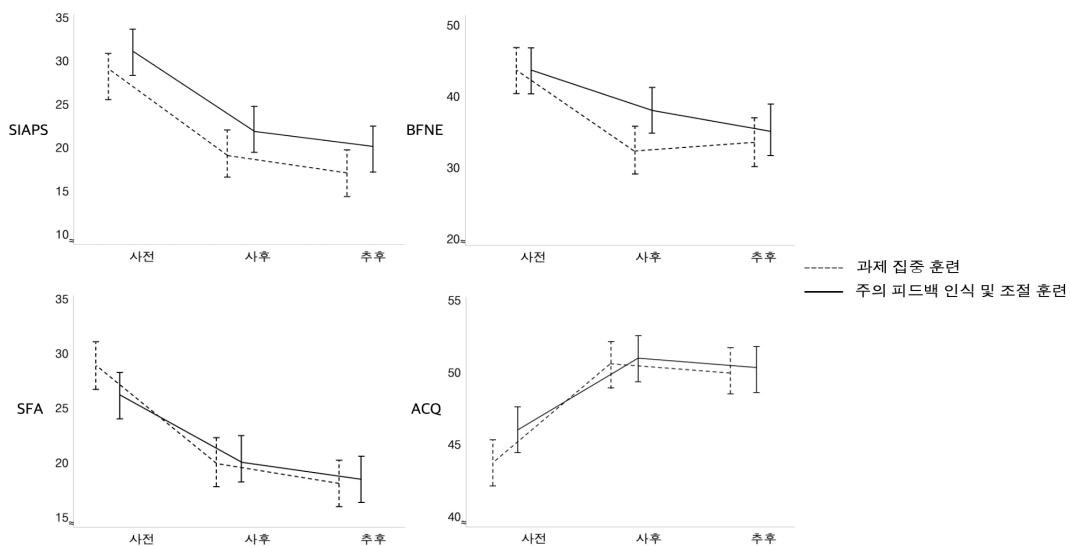 35
30
25
20
15
10
SIAPS
사전
사후
추후
50
40
30
20
BFNE
사전
사후
추후
과제 집중 훈련
주의 피드백 인식 및 조절 훈련
35
30
25
20
15
SFA
사전
사후
추후
55
50
45
40
ACQ
사전
사후
추후